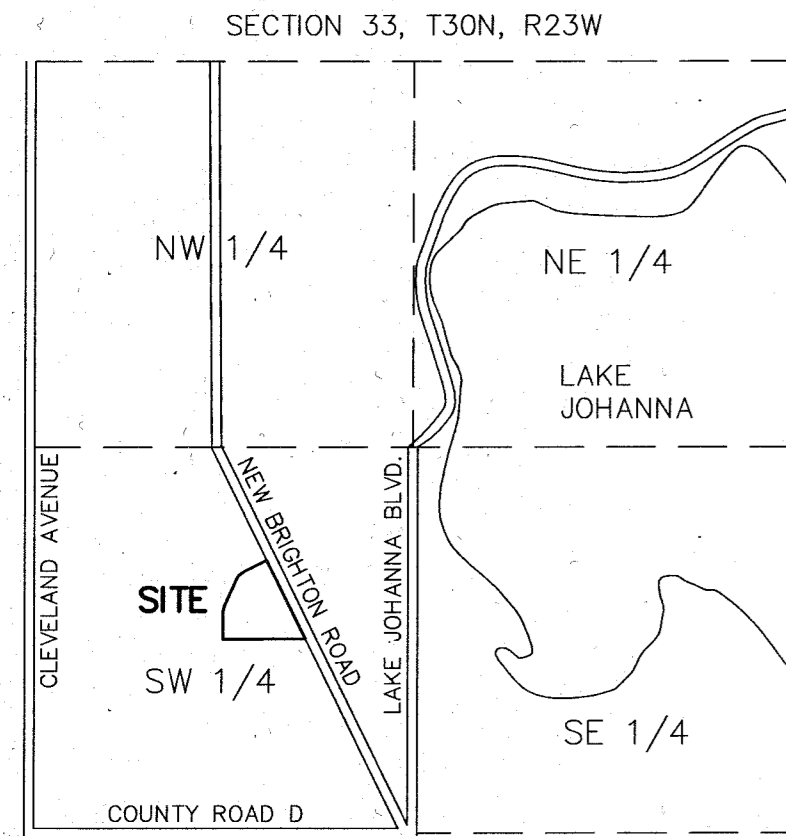 SECTION 33, T30N, R23W
NW 1/4
NE 1/4
LAKE
JOHANNA
CLEVELAND AVENUE
NEW BRIGHTON ROAD
LAKE JOHANNA BLVD.
SITE
SW 1/4
SE 1/4
COUNTY ROAD D